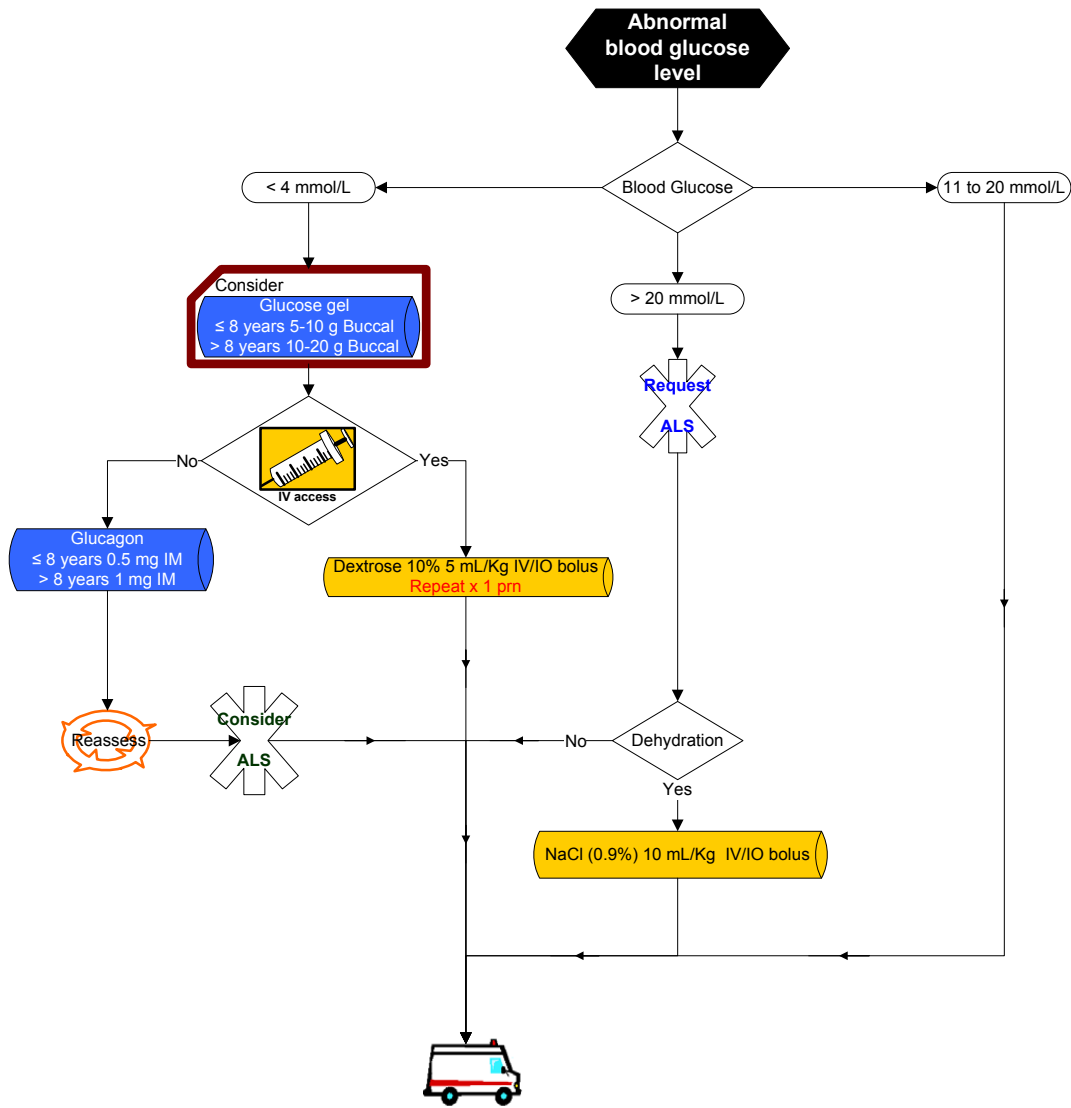 Abnormal
blood glucose
level
< 4 mmol/L
Blood Glucose
11 to 20 mmol/L
Consider
Glucose gel
≤ 8 years 5-10 g Buccal
> 8 years 10-20 g Buccal
> 20 mmol/L
Request
ALS
No
Yes
IV access
Glucagon
≤ 8 years 0.5 mg IM
> 8 years 1 mg IM
Dextrose 10% 5 mL/Kg IV/IO bolus
Repeat x 1 prn
Reassess
Consider
ALS
No
Dehydration
Yes
NaCl (0.9%) 10 mL/Kg IV/IO bolus